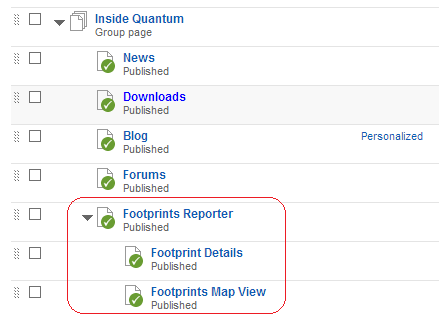 Inside Quantum
Group page
News
Published
Downloads
Published
Blog
Personalized
Published
Forums
Published
Footprints Reporter
Published
Footprint Details
Published
Footprints Map View
Published